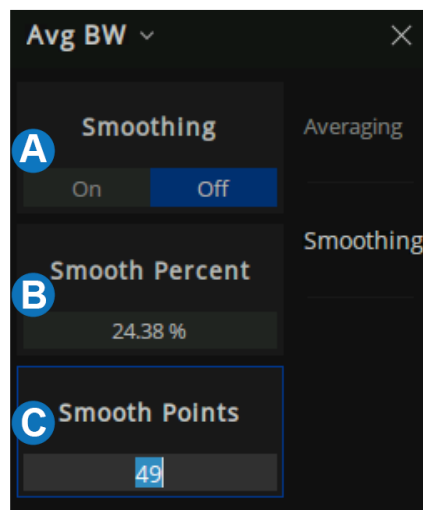 Avg BW
A
Smoothing
On Off
B
Smooth Percent
24.38 %
C
Smooth Points
49
Averaging
Smoothing